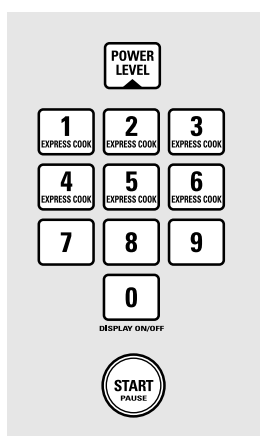 POWER
LEVEL
1 2 3
EXPRESS COOK EXPRESS COOK EXPRESS COOK
4 5 6
EXPRESS COOK EXPRESS COOK EXPRESS COOK
7 8 9
0
DISPLAY ON/OFF
START
PAUSE